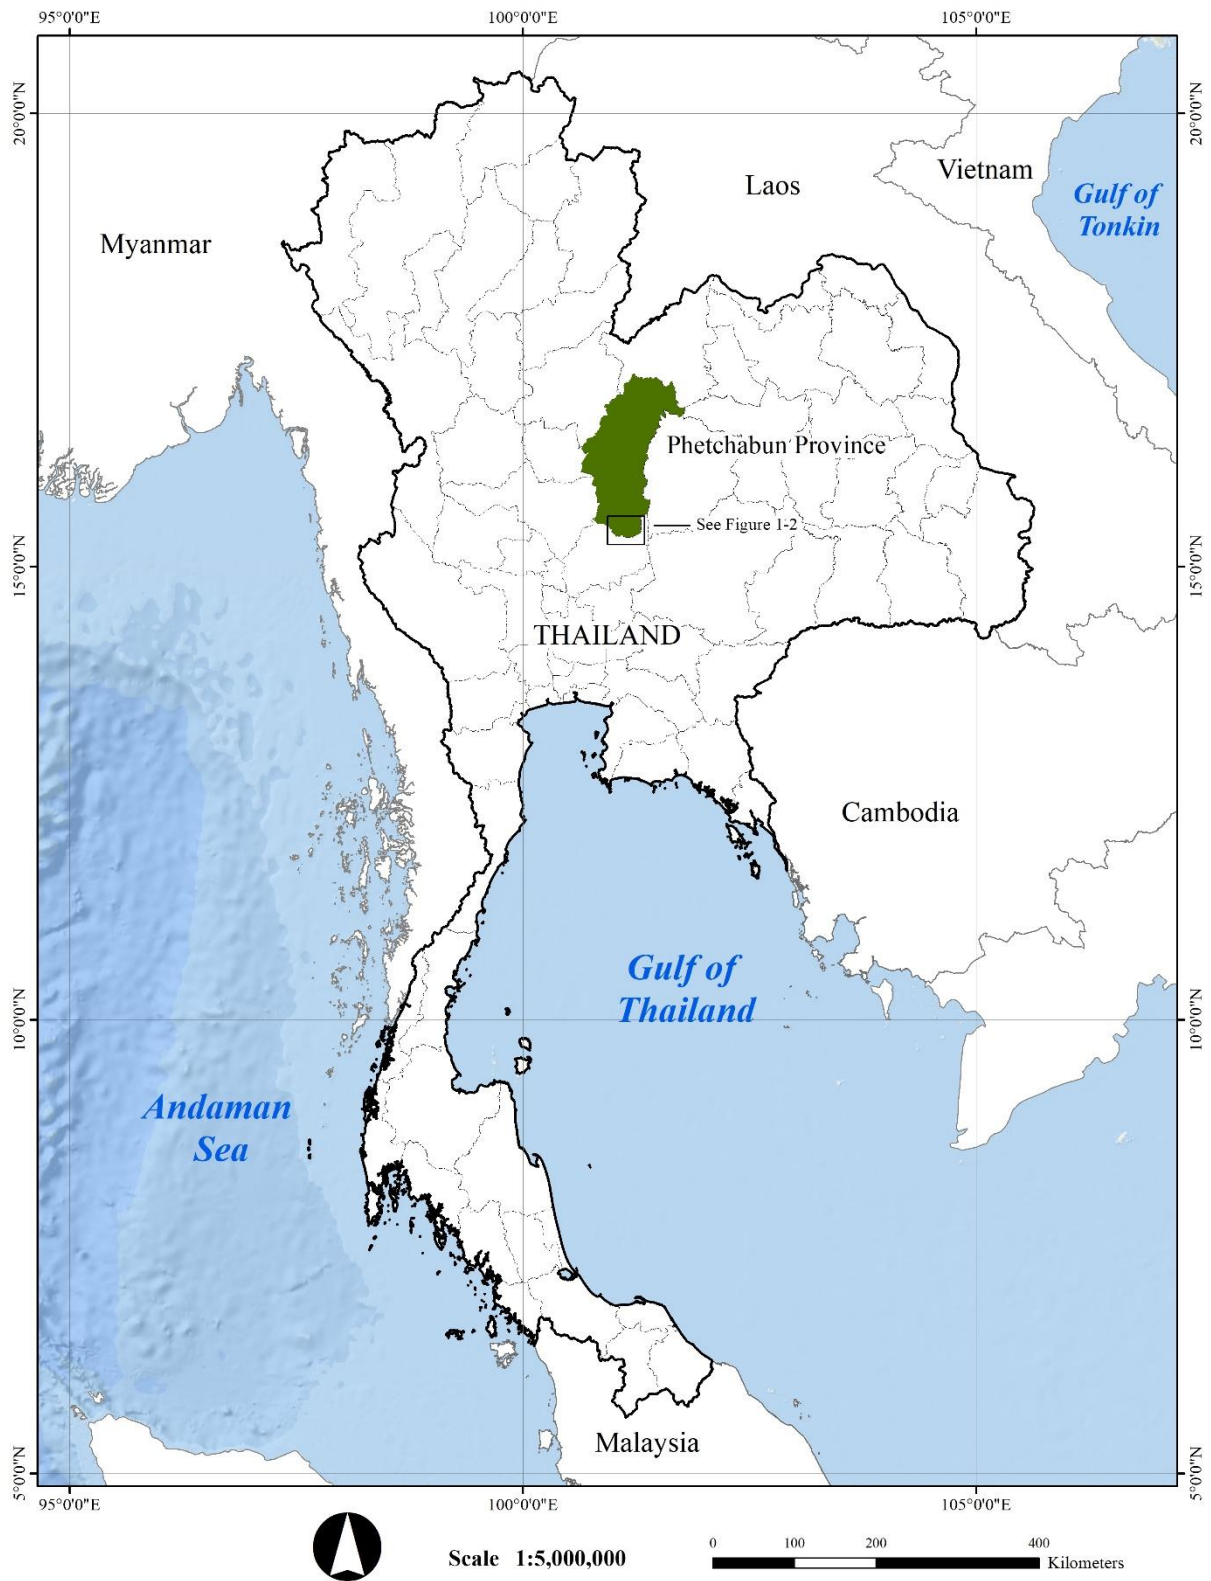 95°0'0"E
100°0'0"E
105°0'0"E
20°0'0"N
20°0'0"N
Laos
Vietnam
Gulf of
Tonkin
Myanmar
Phetchabun Province
See Figure 1-2
15°0'0"N
15°0'0"N
THAILAND
Cambodia
Gulf of
Thailand
10°0'0"N
10°0'0"N
Andaman
Sea
Malaysia
5°0'0"N
5°0'0"N
95°0'0"E
100°0'0"E
105°0'0"E
Scale 1:5,000,000
0 100 200 400
Kilometers